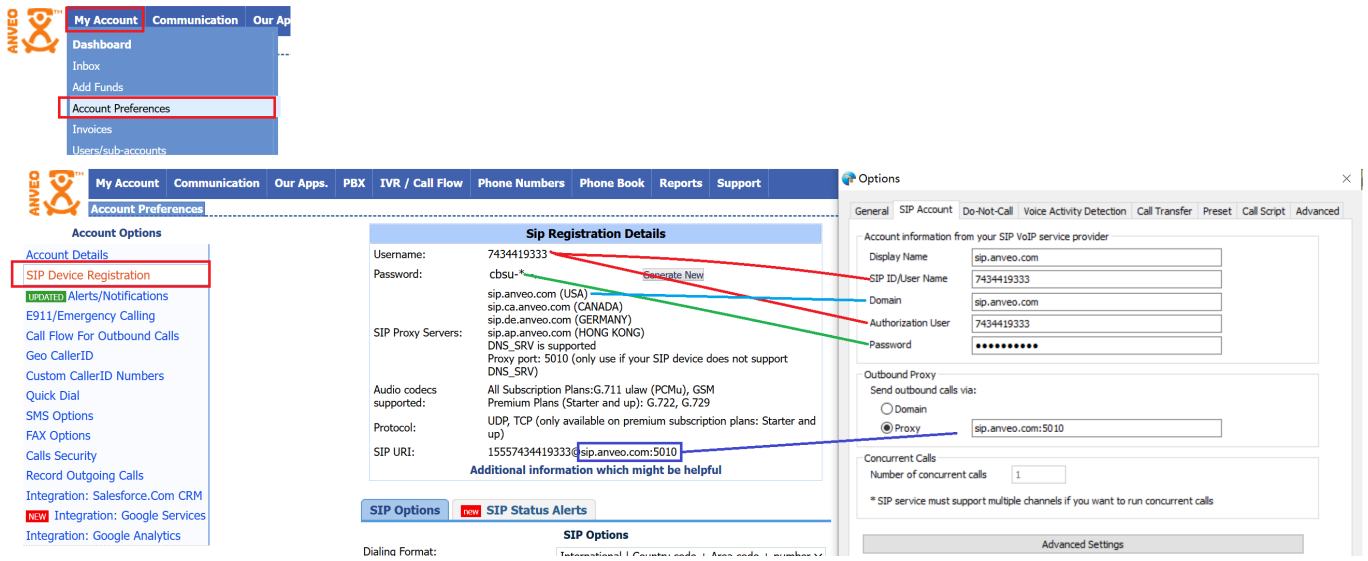 ANVEO
TM
My Account Communication Our Ap
Dashboard
Inbox
Add Funds
Account Preferences
Invoices
Users/sub-accounts
ANVEO
TM
My Account Communication Our Apps. PBX IVR / Call Flow Phone Numbers Phone Book Reports Support
Account Preferences
Account Options
Account Details
SIP Device Registration
UPDATED Alerts/Notifications
E911/Emergency Calling
Call Flow For Outbound Calls
Geo CallerID
Custom CallerID Numbers
Quick Dial
SMS Options
FAX Options
Calls Security
Record Outgoing Calls
Integration: Salesforce.Com CRM
NEW Integration: Google Services
Integration: Google Analytics
Sip Registration Details
Username: 7434419333
Password: cbsu-* Generate New
SIP Proxy Servers:
sip.anveo.com (USA)
sip.ca.anveo.com (CANADA)
sip.de.anveo.com (GERMANY)
sip.ap.anveo.com (HONG KONG)
DNS_SRV is supported
Proxy port: 5010 (only use if your SIP device does not support
DNS_SRV)
Audio codecs
supported:
All Subscription Plans:G.711 ulaw (PCMu), GSM
Premium Plans (Starter and up): G.722, G.729
Protocol:
UDP, TCP (only available on premium subscription plans: Starter and
up)
SIP URI: 15557434419333@sip.anveo.com:5010
Additional information which might be helpful
SIP Options new SIP Status Alerts
SIP Options
Dialing Format: International | Country code + Area code + number
Options
General SIP Account Do-Not-Call Voice Activity Detection Call Transfer Preset Call Script Advanced
Account information from your SIP VoIP service provider
Display Name sip.anveo.com
SIP ID/User Name 7434419333
Domain sip.anveo.com
Authorization User 7434419333
Password ●●●●●●●●●●
Outbound Proxy
Send outbound calls via:
Domain
Proxy sip.anveo.com:5010
Concurrent Calls
Number of concurrent calls 1
* SIP service must support multiple channels if you want to run concurrent calls
Advanced Settings